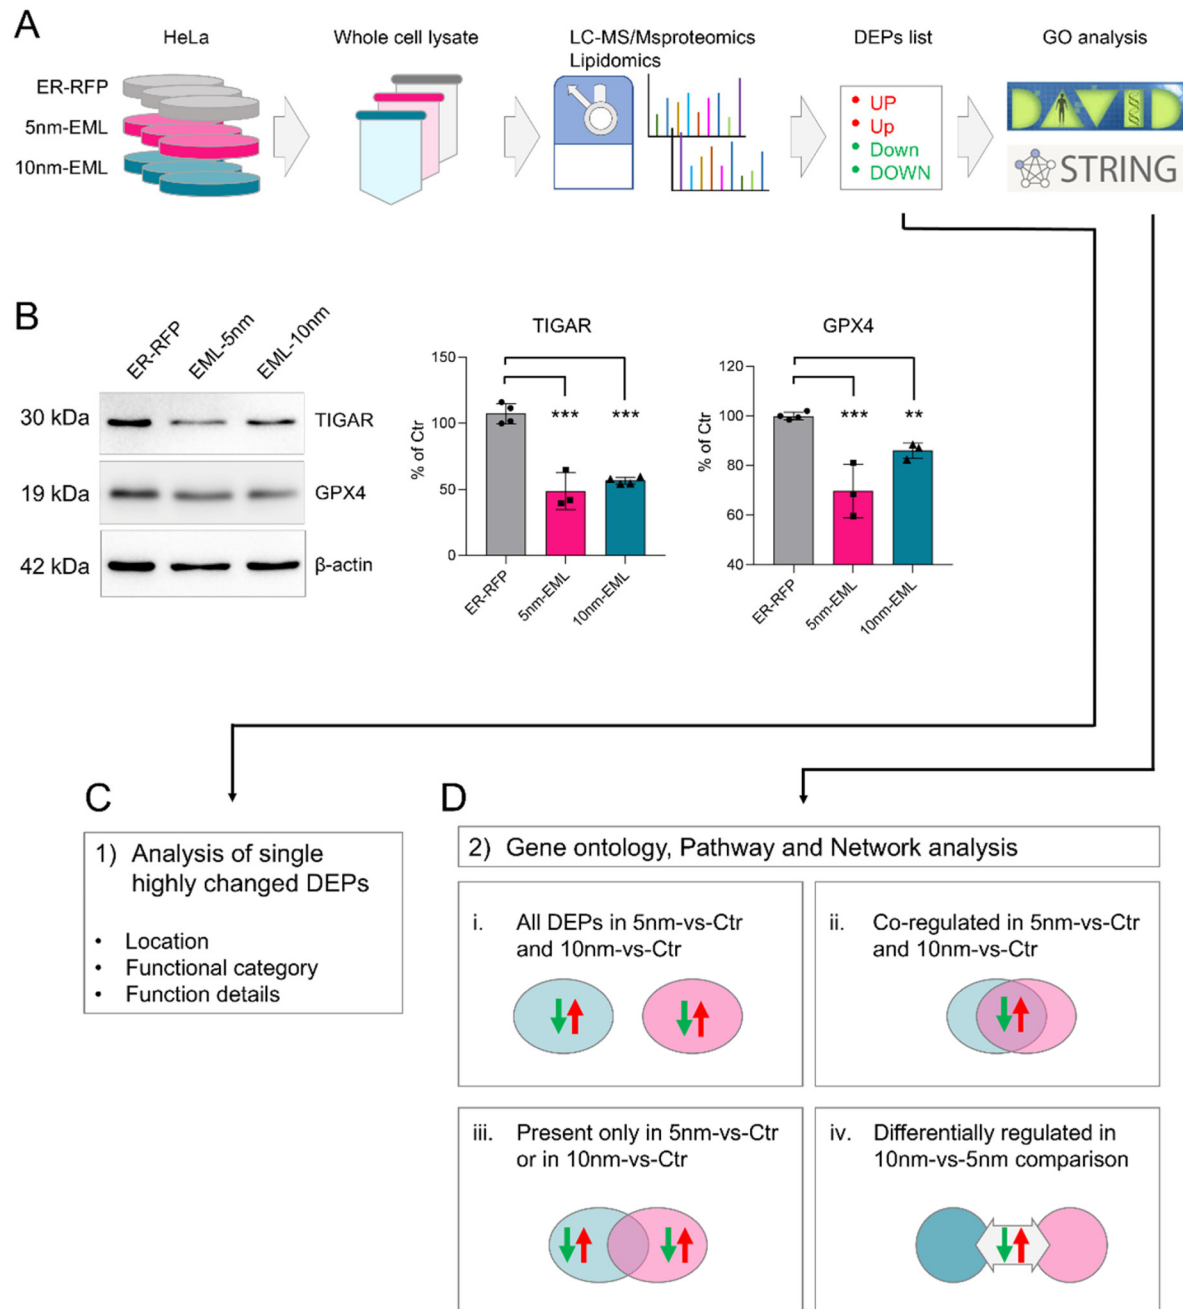 A
HeLa
Whole cell lysate
LC-MS/Msproteomics
Lipidomics
DEPs list
GO analysis
ER-RFP
5nm-EML
10nm-EML
UP
Up
Down
DOWN
DAVID
STRING
B
ER-RFP
EML-5nm
EML-10nm
30 kDa
TIGAR
19 kDa
GPX4
42 kDa
β-actin
TIGAR
% of Ctr
150
100
50
0
***
***
ER-RFP
5nm-EML
10nm-EML
GPX4
% of Ctr
120
100
80
60
40
***
**
ER-RFP
5nm-EML
10nm-EML
C
1) Analysis of single
highly changed DEPs
• Location
• Functional category
• Function details
D
2) Gene ontology, Pathway and Network analysis
i. All DEPs in 5nm-vs-Ctr
and 10nm-vs-Ctr
ii. Co-regulated in 5nm-vs-Ctr
and 10nm-vs-Ctr
iii. Present only in 5nm-vs-Ctr
or in 10nm-vs-Ctr
iv. Differentially regulated in
10nm-vs-5nm comparison